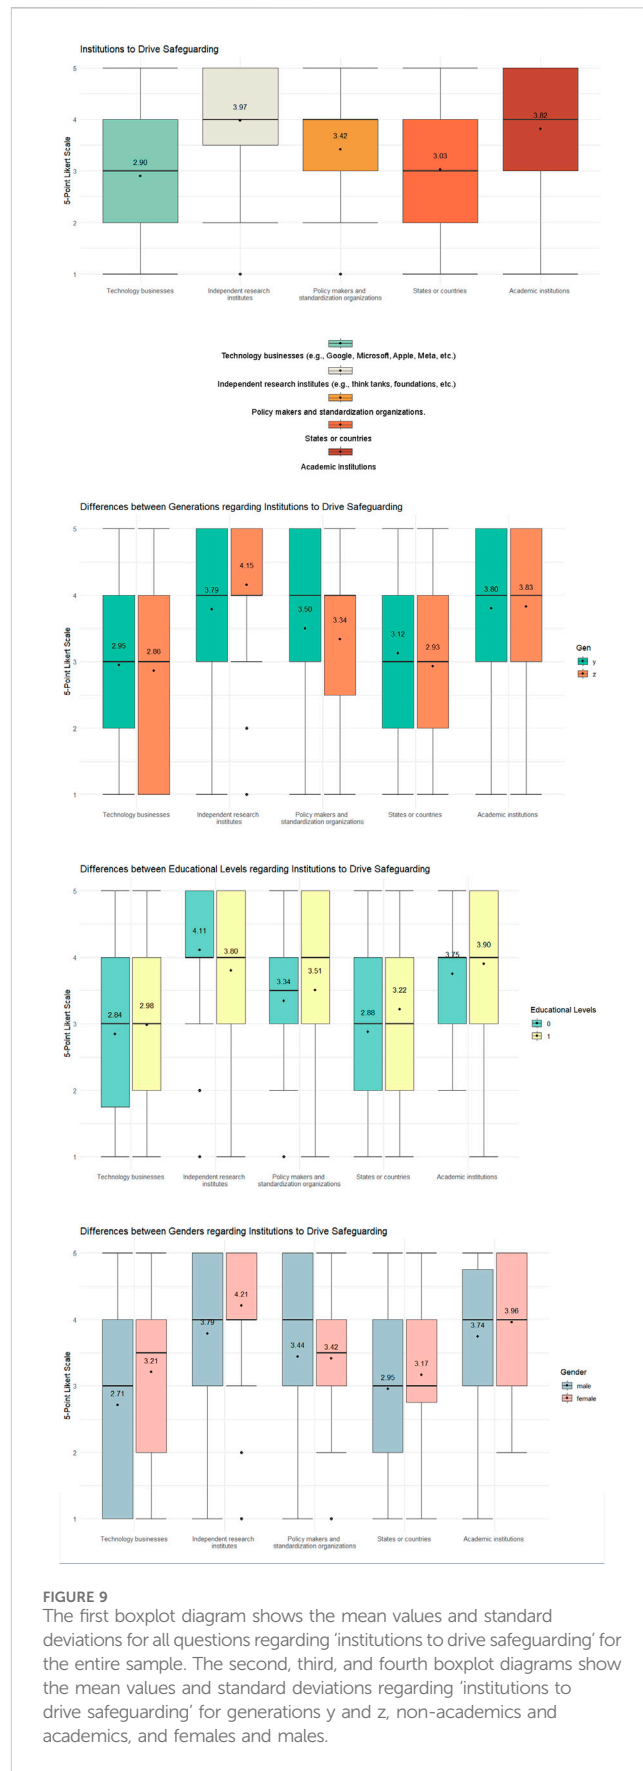 Institutions to Drive Safeguarding
5-Point Likert Scale
5
4
3
2
1
2.90
3.97
3.42
3.03
3.82
Technology businesses
Independent research
institutes
Policy makers and
standardization organizations
States or countries
Academic institutions
Technology businesses (e.g., Google, Microsoft, Apple, Meta, etc.)
Independent research institutes (e.g., think tanks, foundations, etc.)
Policy makers and standardization organizations.
States or countries
Academic institutions
Differences between Generations regarding Institutions to Drive Safeguarding
5-Point Likert Scale
5
4
3
2
1
2.95
2.86
3.79
4.15
3.50
3.34
3.12
2.93
3.80
3.83
Technology businesses
Independent research
institutes
Policy makers and
standardization organizations
States or countries
Academic institutions
Gen
y
z
Differences between Educational Levels regarding Institutions to Drive Safeguarding
5-Point Likert Scale
5
4
3
2
1
2.84
2.98
4.11
3.80
3.34
3.51
2.88
3.22
3.75
3.90
Technology businesses
Independent research
institutes
Policy makers and
standardization organizations
States or countries
Academic institutions
Educational Levels
0
1
Differences between Genders regarding Institutions to Drive Safeguarding
5-Point Likert Scale
5
4
3
2
1
2.71
3.21
3.79
4.21
3.44
3.42
2.95
3.17
3.74
3.96
Technology businesses
Independent research
institutes
Policy makers and
standardization organizations
States or countries
Academic institutions
Gender
male
female
FIGURE 9
The first boxplot diagram shows the mean values and standard
deviations for all questions regarding ‘institutions to drive safeguarding’ for
the entire sample. The second, third, and fourth boxplot diagrams show
the mean values and standard deviations regarding ‘institutions to
drive safeguarding’ for generations y and z, non-academics and
academics, and females and males.